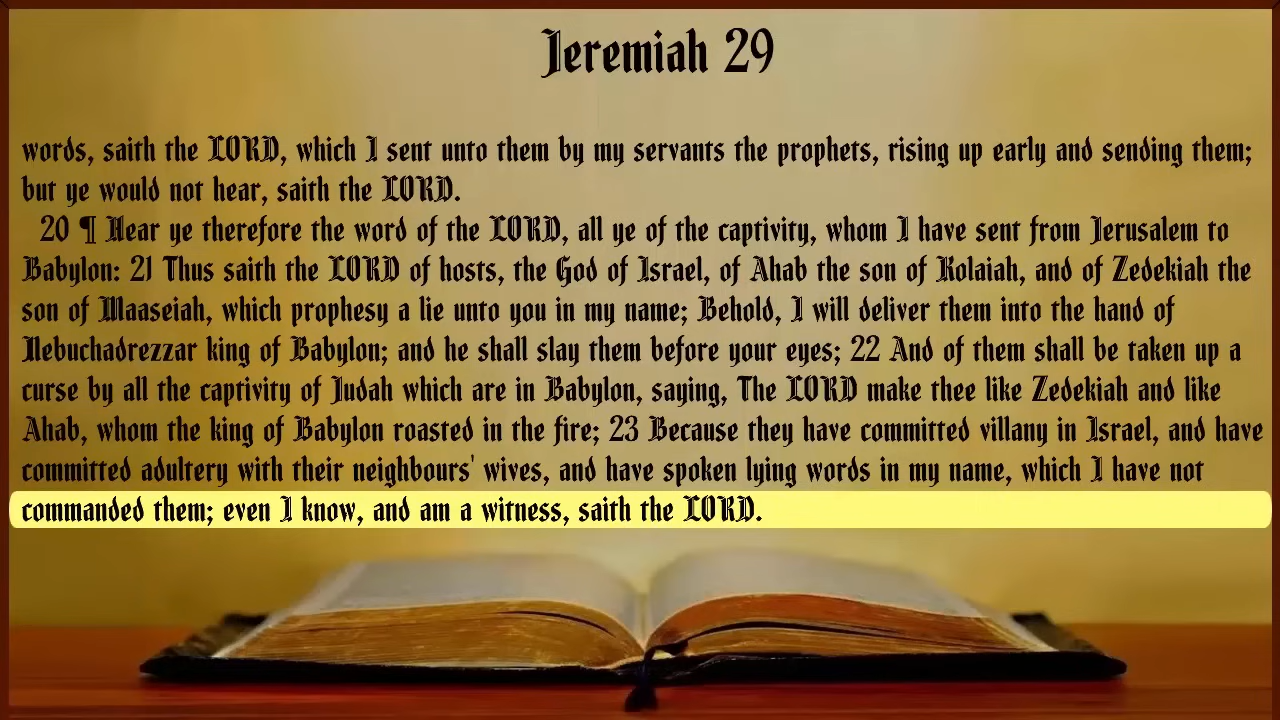 Jeremiah 29
words, saith the LORD, which I sent unto them by my servants the prophets, rising up early and sending them;
but ye would not hear, saith the LORD.
20 ¶ Hear ye therefore the word of the LORD, all ye of the captivity, whom I have sent from Jerusalem to
Babylon: 21 Thus saith the LORD of hosts, the God of Israel, of Ahab the son of Kolaiah, and of Zedekiah the
son of Maaseiah, which prophesy a lie unto you in my name; Behold, I will deliver them into the hand of
Nebuchadrezzar king of Babylon; and he shall slay them before your eyes; 22 And of them shall be taken up a
curse by all the captivity of Judah which are in Babylon, saying, The LORD make thee like Zedekiah and like
Ahab, whom the king of Babylon roasted in the fire; 23 Because they have committed villany in Israel, and have
committed adultery with their neighbours' wives, and have spoken lying words in my name, which I have not
commanded them; even I know, and am a witness, saith the LORD.